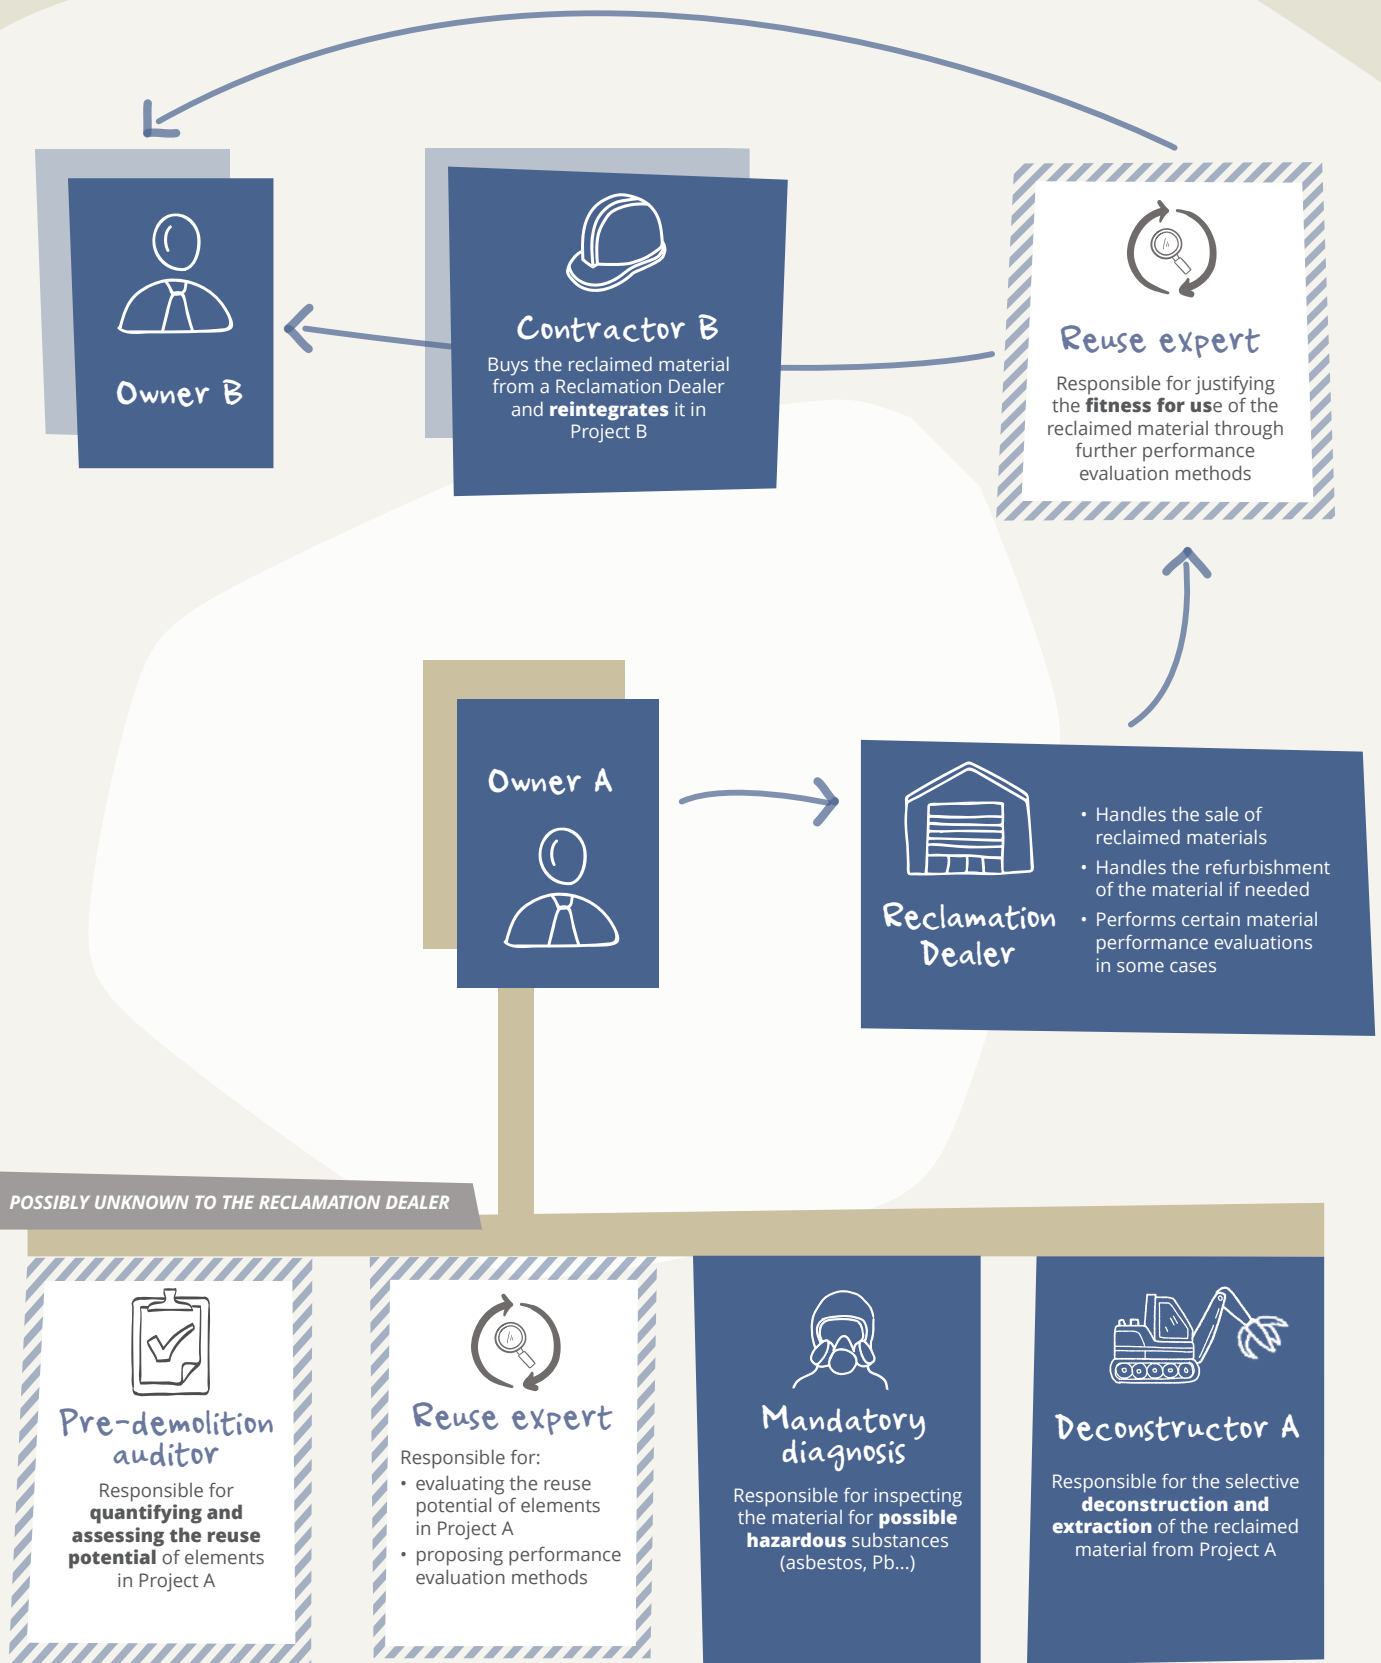 Owner B
Contractor B
Buys the reclaimed material
from a Reclamation Dealer
and reintegrates it in
Project B
Reuse expert
Responsible for justifying
the fitness for use of the
reclaimed material through
further performance
evaluation methods
Owner A
Reclamation
Dealer
• Handles the sale of
reclaimed materials
• Handles the refurbishment
of the material if needed
• Performs certain material
performance evaluations
in some cases
POSSIBLY UNKNOWN TO THE RECLAMATION DEALER
Pre-demolition
auditor
Responsible for
quantifying and
assessing the reuse
potential of elements
in Project A
Reuse expert
Responsible for:
• evaluating the reuse
potential of elements
in Project A
• proposing performance
evaluation methods
Mandatory
diagnosis
Responsible for inspecting
the material for possible
hazardous substances
(asbestos, Pb...)
Deconstructor A
Responsible for the selective
deconstruction and
extraction of the reclaimed
material from Project A